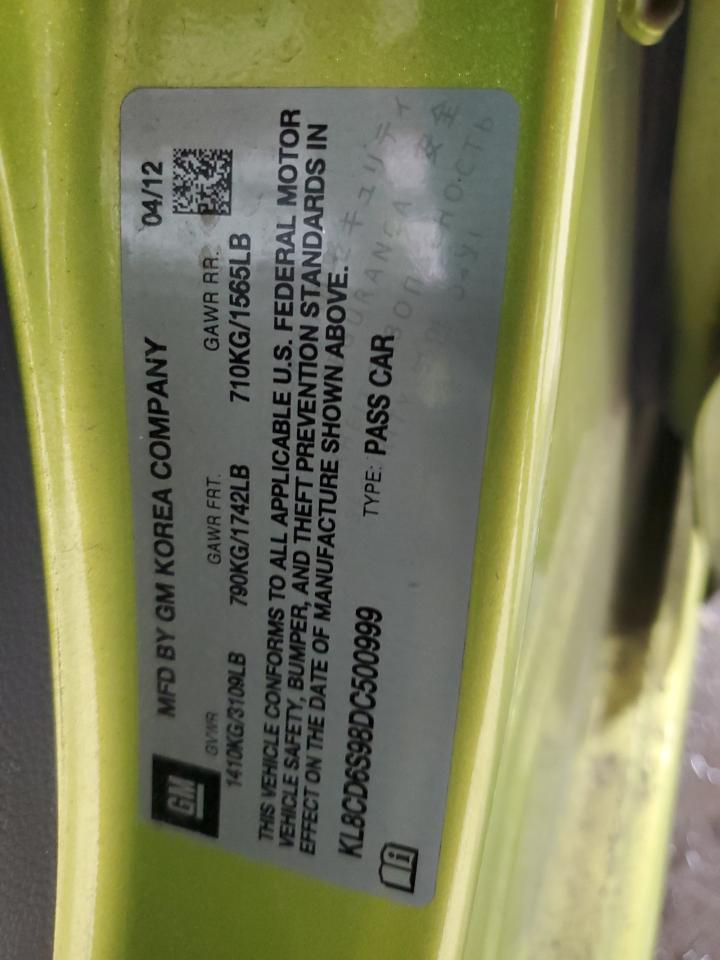 MFD BY GM KOREA COMPANY 04/12
GM
GVWR GAWR FRT. GAWR RR.
1410KG/3109LB 790KG/1742LB 710KG/1565LB
THIS VEHICLE CONFORMS TO ALL APPLICABLE U.S. FEDERAL MOTOR
VEHICLE SAFETY, BUMPER, AND THEFT PREVENTION STANDARDS IN
EFFECT ON THE DATE OF MANUFACTURE SHOWN ABOVE.
KL8CD6S98DC500999 TYPE: PASS CAR